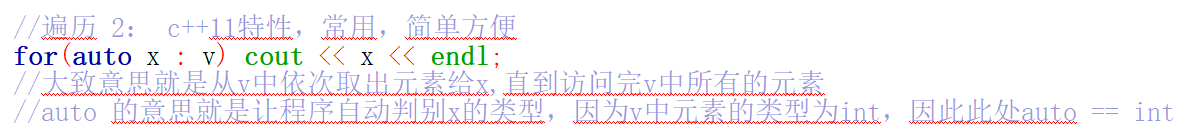 //遍历 2： c++11特性，常用，简单方便
for(auto x : v) cout << x << endl;
//大致意思就是从v中依次取出元素给x,直到访问完v中所有的元素
//auto 的意思就是让程序自动判别x的类型，因为v中元素的类型为int，因此此处auto == int